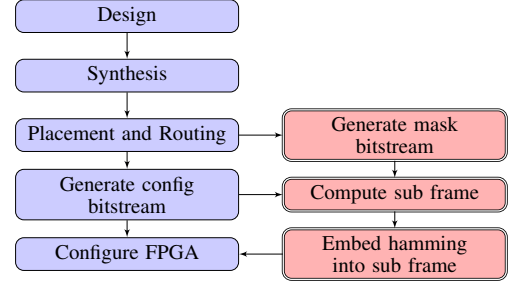 Design
Synthesis
Placement and Routing
Generate mask
bitstream
Generate config
bitstream
Compute sub frame
Configure FPGA
Embed hamming
into sub frame